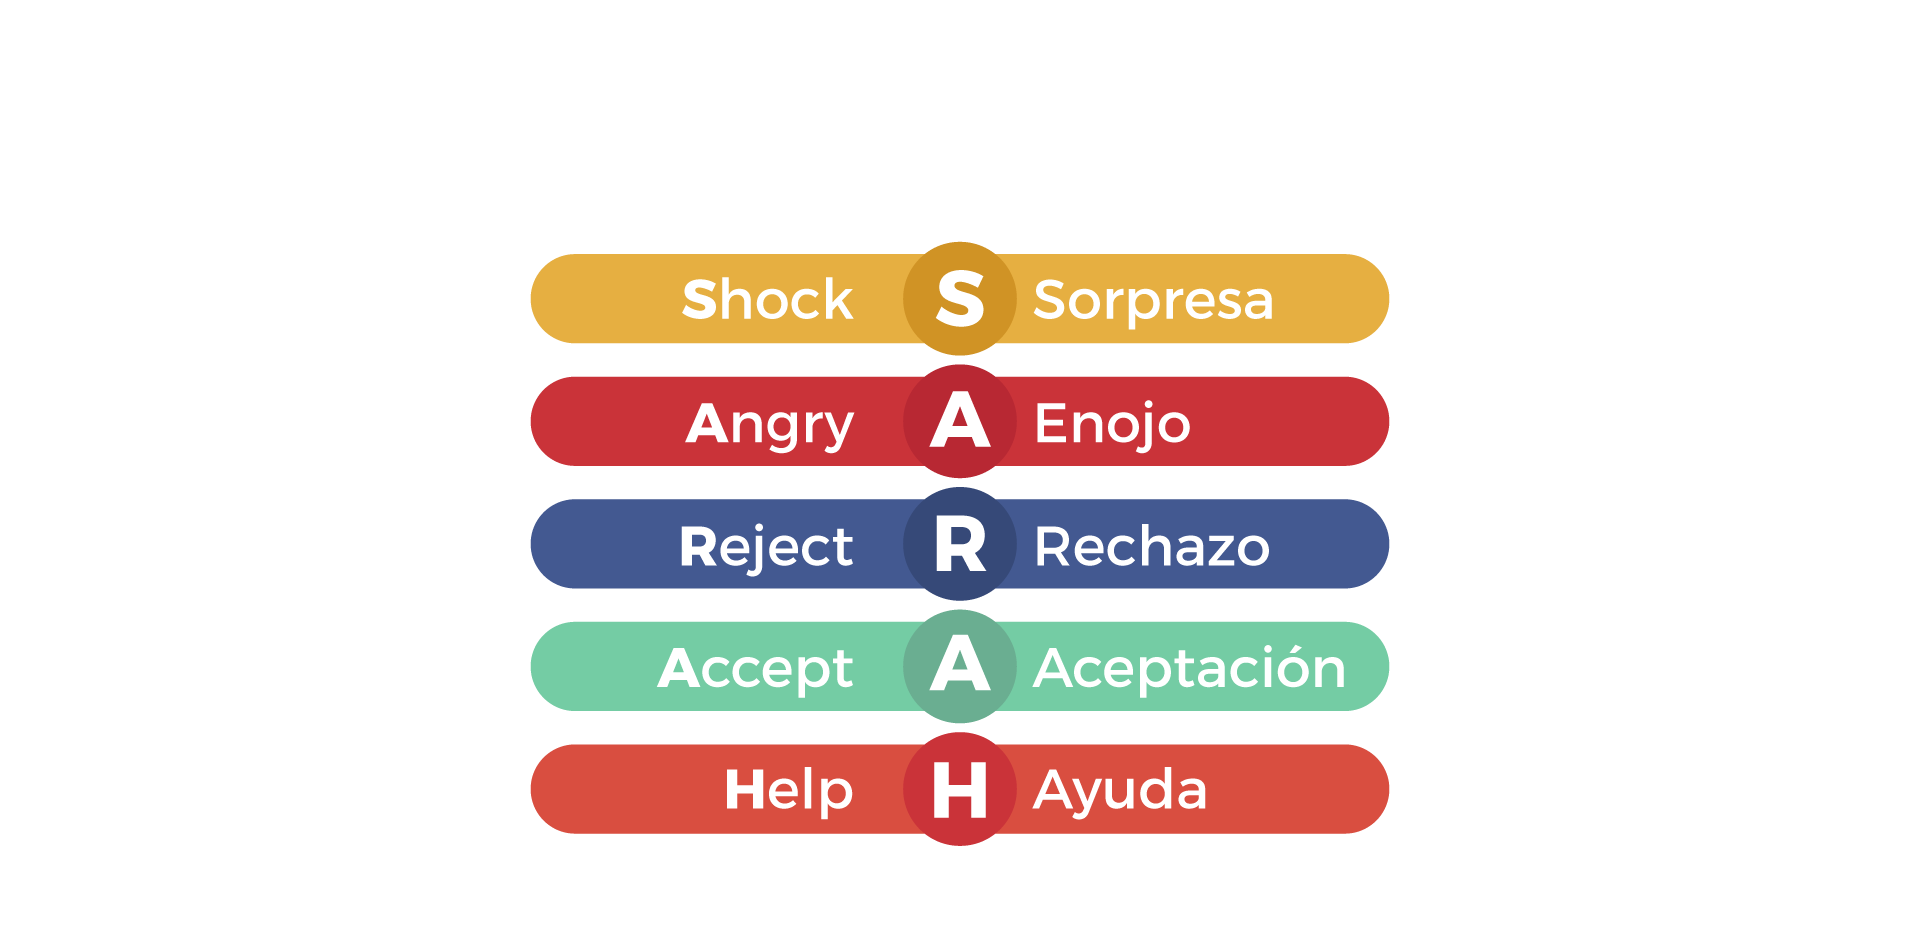 Shock S Sorpresa
Angry A Enojo
Reject R Rechazo
Accept A Aceptación
Help H Ayuda